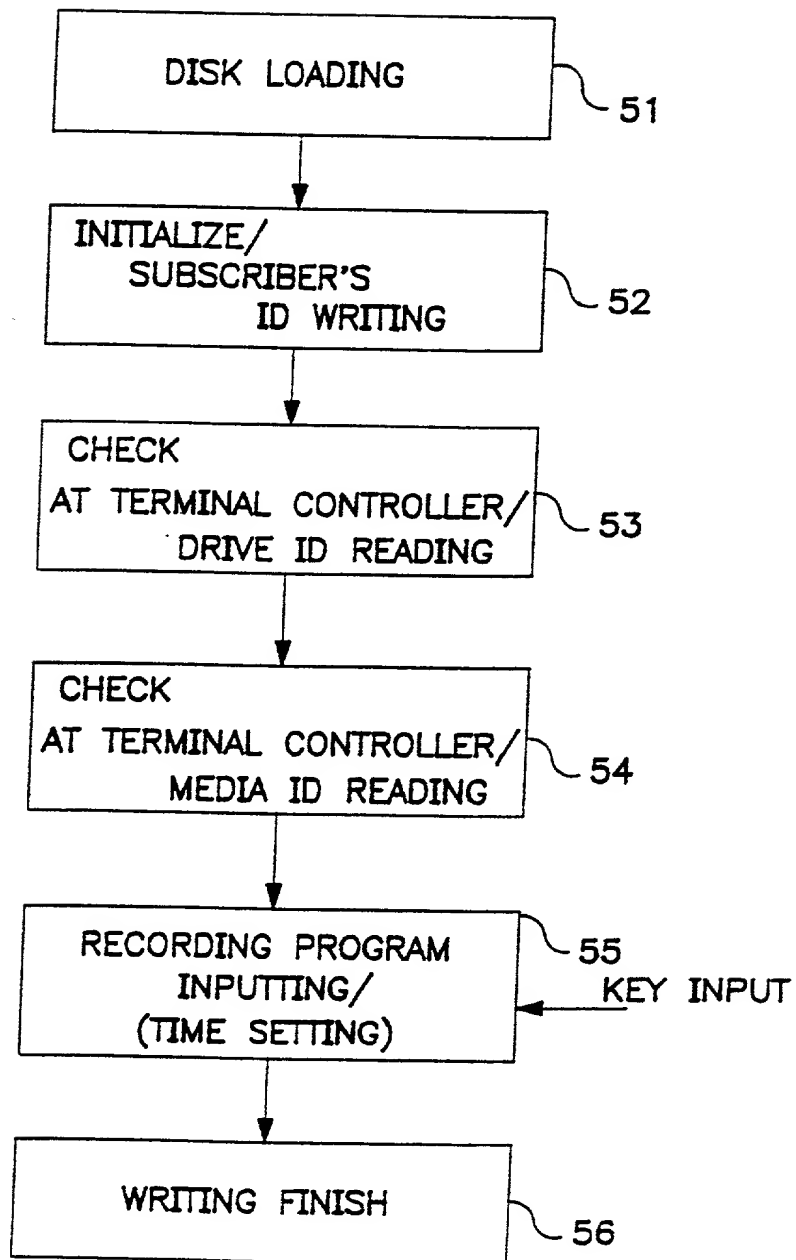 DISK LOADING
51
INITIALIZE/
SUBSCRIBER'S
ID WRITING
52
CHECK
AT TERMINAL CONTROLLER/
DRIVE ID READING
53
CHECK
AT TERMINAL CONTROLLER/
MEDIA ID READING
54
RECORDING PROGRAM
INPUTTING/
(TIME SETTING)
55
KEY INPUT
WRITING FINISH
56